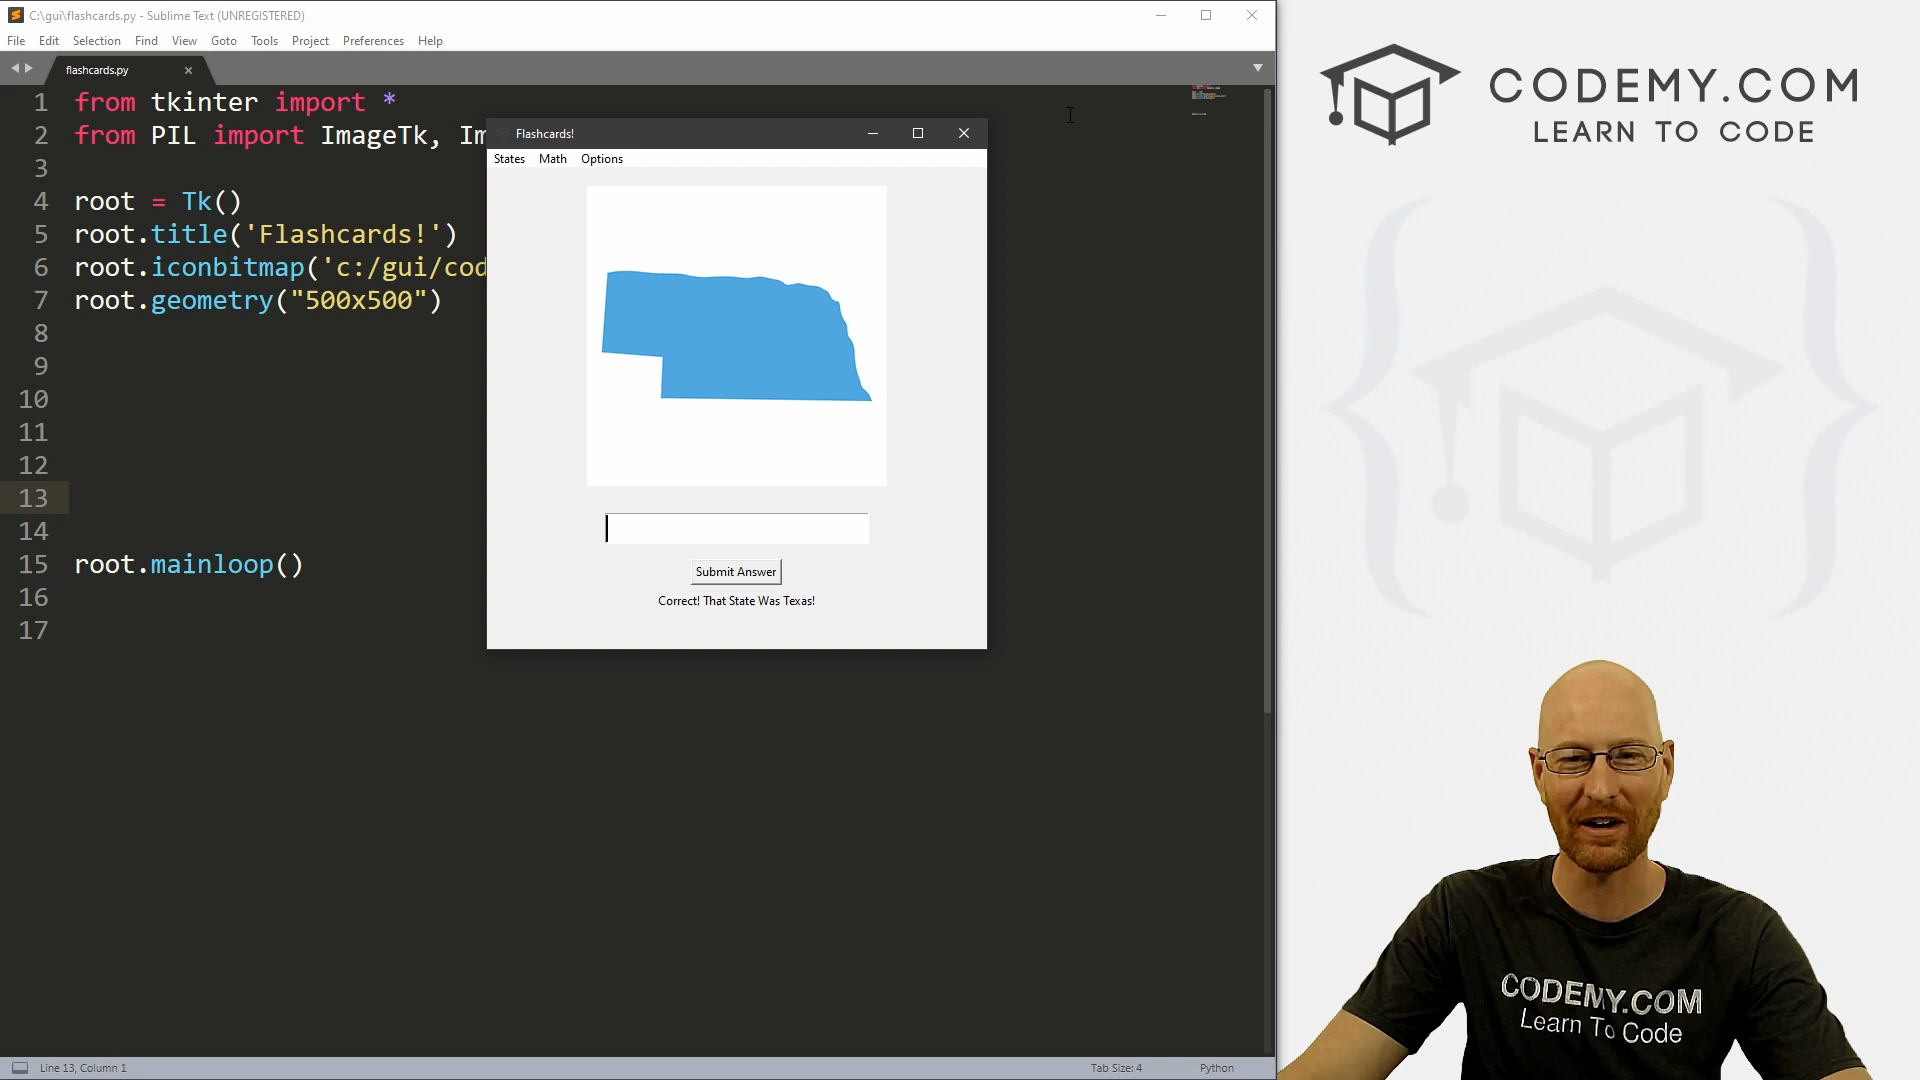 C:\gui\flashcards.py - Sublime Text (UNREGISTERED)
File Edit Selection Find View Goto Tools Project Preferences Help
flashcards.py
1 from tkinter import *
2 from PIL import ImageTk, Im
3
4 root = Tk()
5 root.title('Flashcards!')
6 root.iconbitmap('c:/gui/cod
7 root.geometry("500x500")
8
9
10
11
12
13
14
15 root.mainloop()
16
17
Flashcards!
States Math Options
Submit Answer
Correct! That State Was Texas!
Line 13, Column 1
Tab Size: 4
Python
CODEMY.COM
LEARN TO CODE
CODEMY.COM
Learn To Code